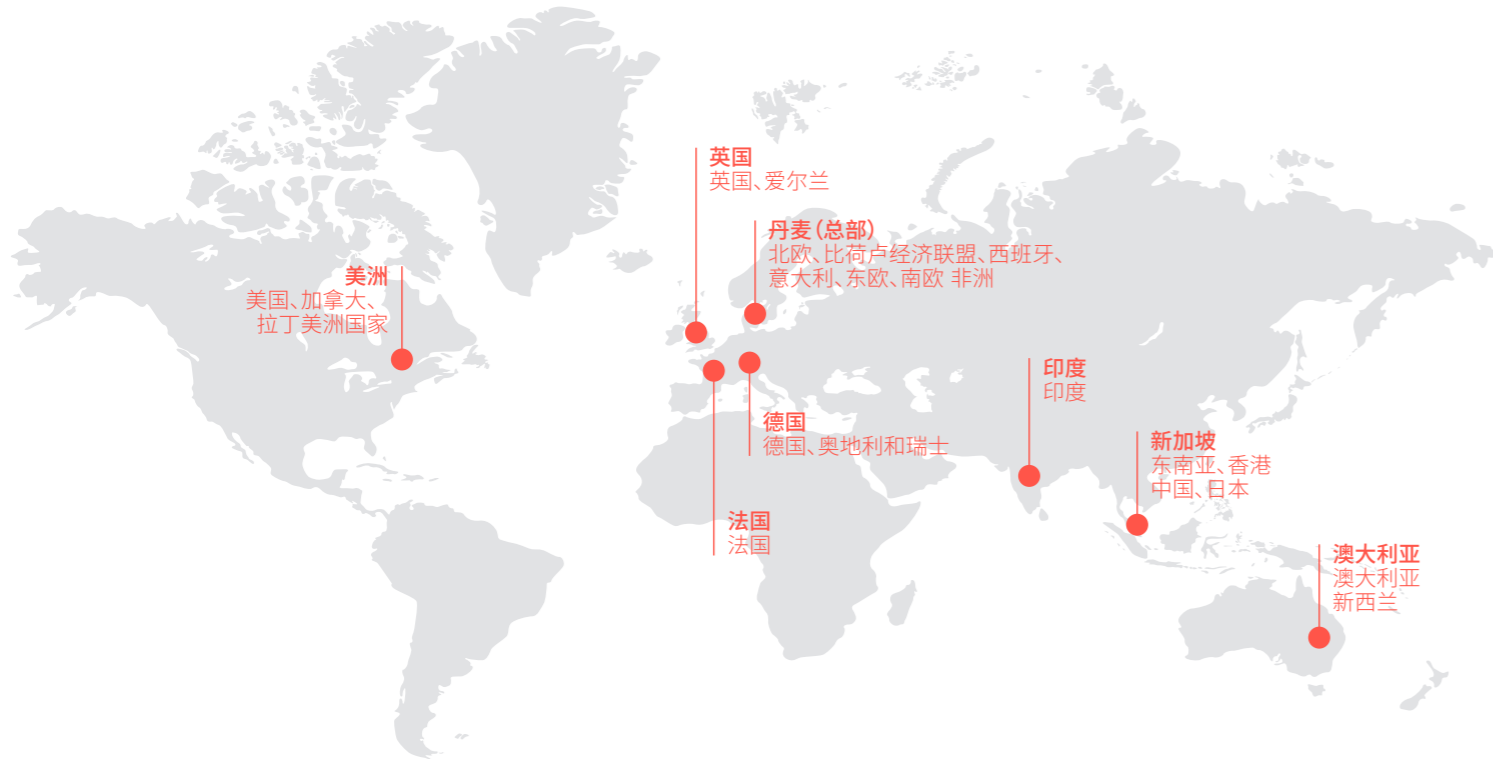 英国
英国、爱尔兰
丹麦（总部）
北欧、比荷卢经济联盟、西班牙、
意大利、东欧、南欧 非洲
美洲
美国、加拿大、
拉丁美洲国家
印度
印度
德国
德国、奥地利和瑞士
新加坡
东南亚、香港
中国、日本
法国
法国
澳大利亚
澳大利亚
新西兰